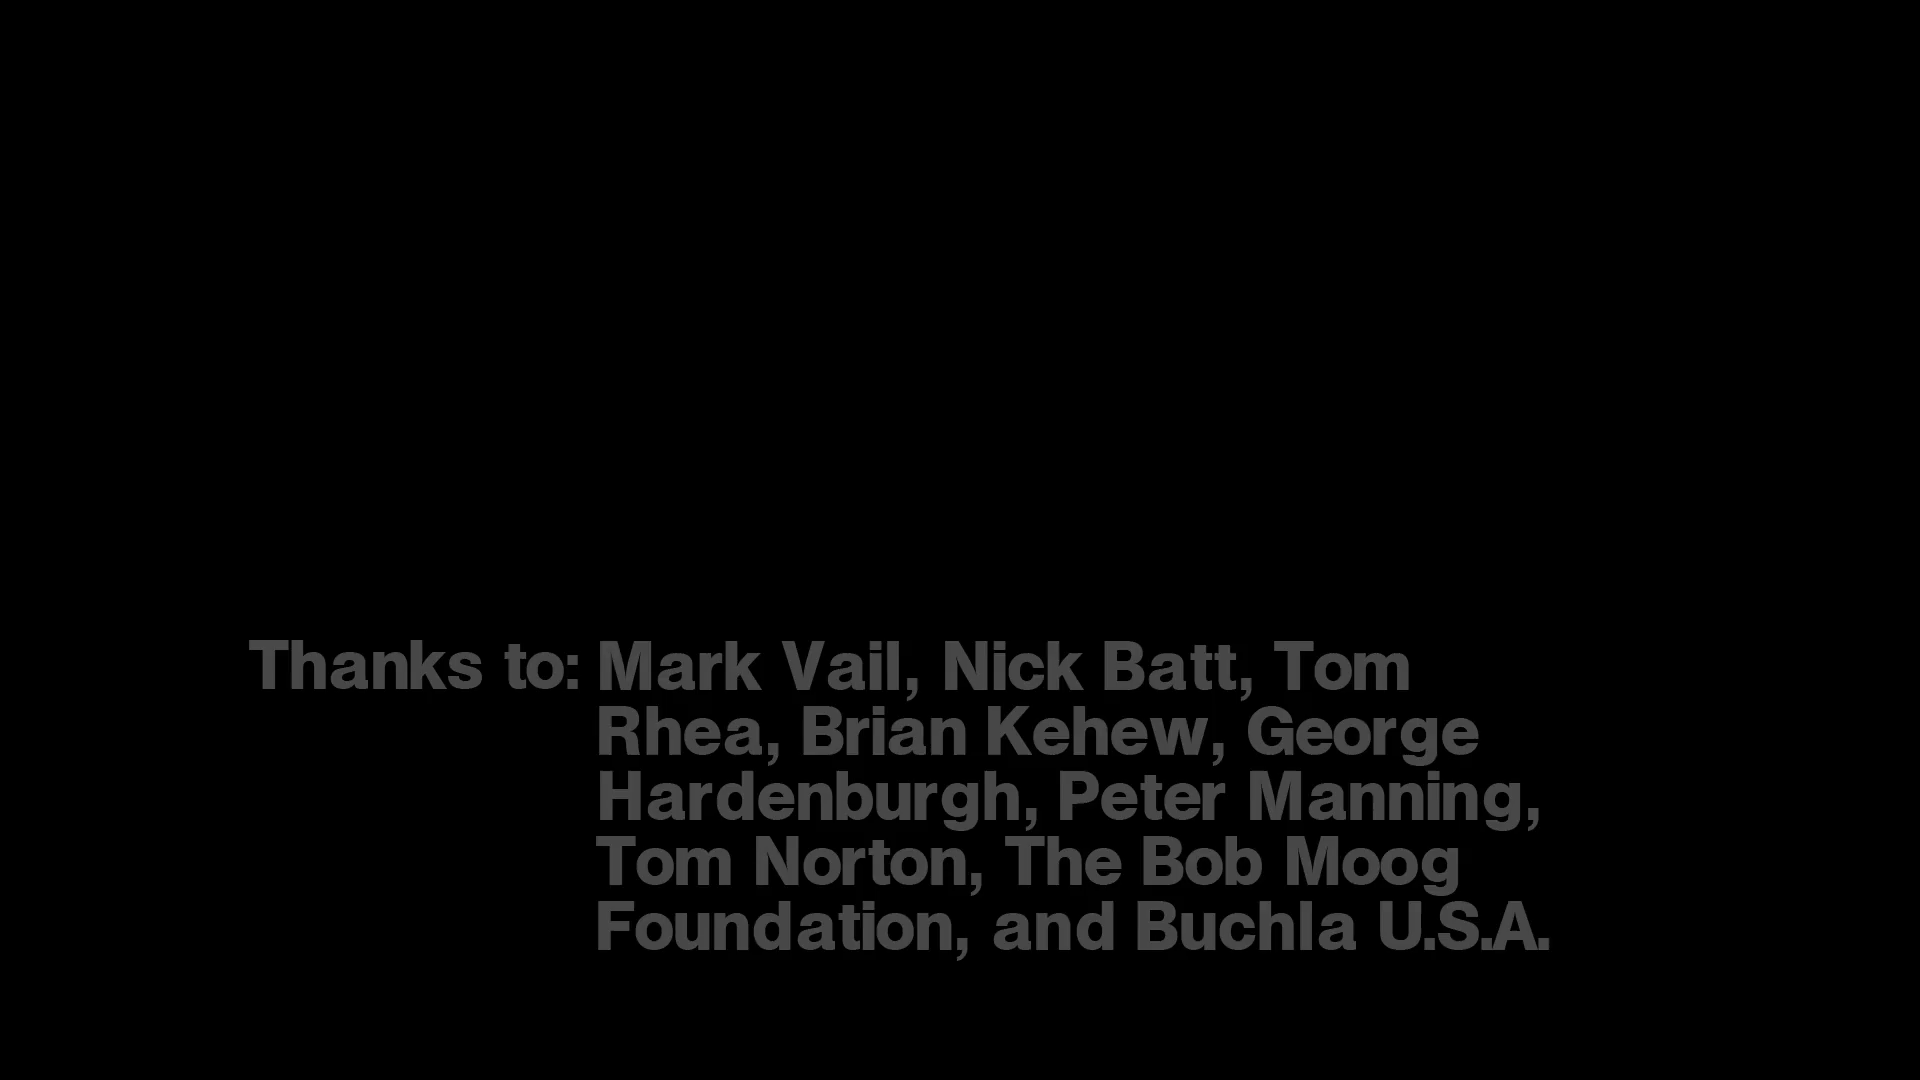 Thanks to: Mark Vail, Nick Batt, Tom
Rhea, Brian Kehew, George
Hardenburgh, Peter Manning,
Tom Norton, The Bob Moog
Foundation, and Buchla U.S.A.